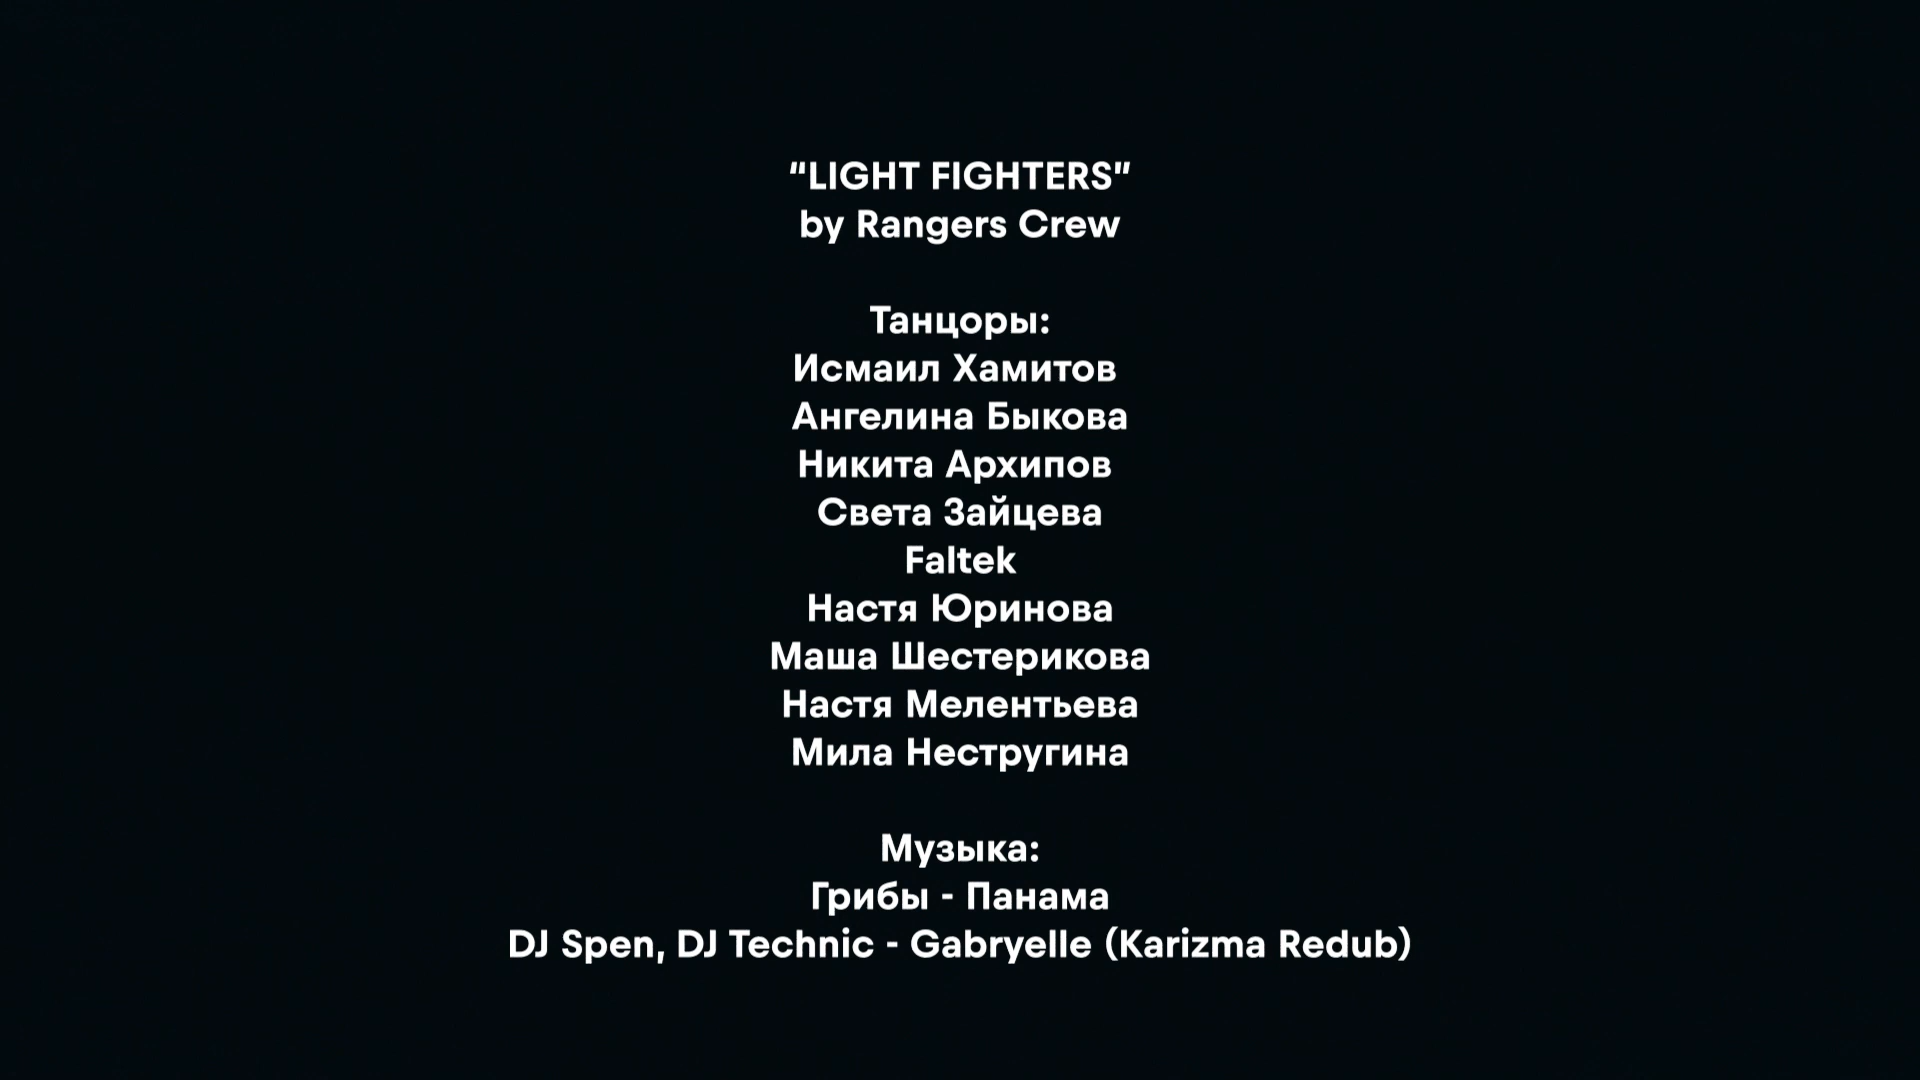 “LIGHT FIGHTERS”
by Rangers Crew
Танцоры:
Исмаил Хамитов
Ангелина Быкова
Никита Архипов
Света Зайцева
Faltek
Настя Юринова
Маша Шестерикова
Настя Мелентьева
Мила Нестругина
Музыка:
Грибы - Панама
DJ Spen, DJ Technic - Gabryelle (Karizma Redub)